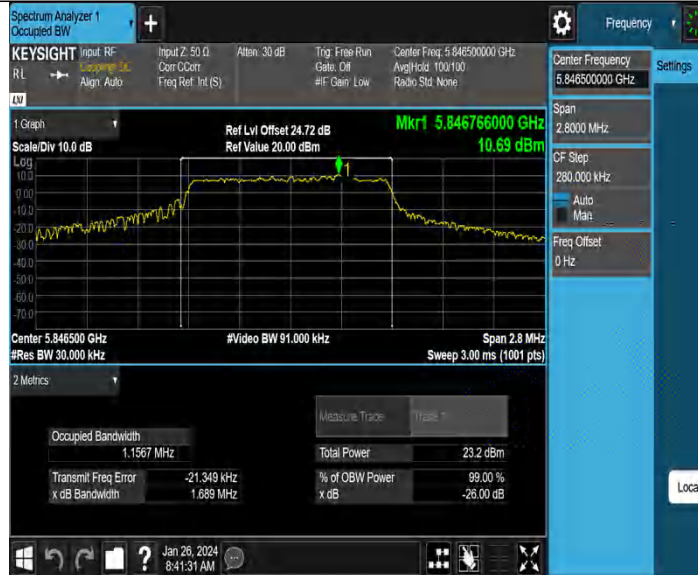 Spectrum Analyzer 1
Occupied BW
+
Frequency
KEYSIGHT
RL
Input: RF
Coupling: DC
Align: Auto
Input Z: 50 Ω
Corr CCorr
Freq Ref: Int (S)
Atten: 30 dB
Trig: Free Run
Gate: Off
#IF Gain: Low
Center Freq: 5.846500000 GHz
Avg|Hold: 100/100
Radio Std: None
LXI
Center Frequency
5.846500000 GHz
Settings
Span
2.8000 MHz
CF Step
280.000 kHz
Auto
Man
Freq Offset
0 Hz
1 Graph
Scale/Div 10.0 dB
Ref Lvl Offset 24.72 dB
Ref Value 20.00 dBm
Mkr1 5.846766000 GHz
10.69 dBm
Log
10.0
0.00
-10.0
-20.0
-30.0
-40.0
-50.0
-60.0
-70.0
1
Center 5.846500 GHz
#Res BW 30.000 kHz
#Video BW 91.000 kHz
Span 2.8 MHz
Sweep 3.00 ms (1001 pts)
2 Metrics
Measure Trace
Trace 1
Occupied Bandwidth
1.1567 MHz
Total Power
23.2 dBm
Transmit Freq Error
-21.349 kHz
% of OBW Power
99.00 %
x dB Bandwidth
1.689 MHz
x dB
-26.00 dB
Loca
?
Jan 26, 2024
8:41:31 AM